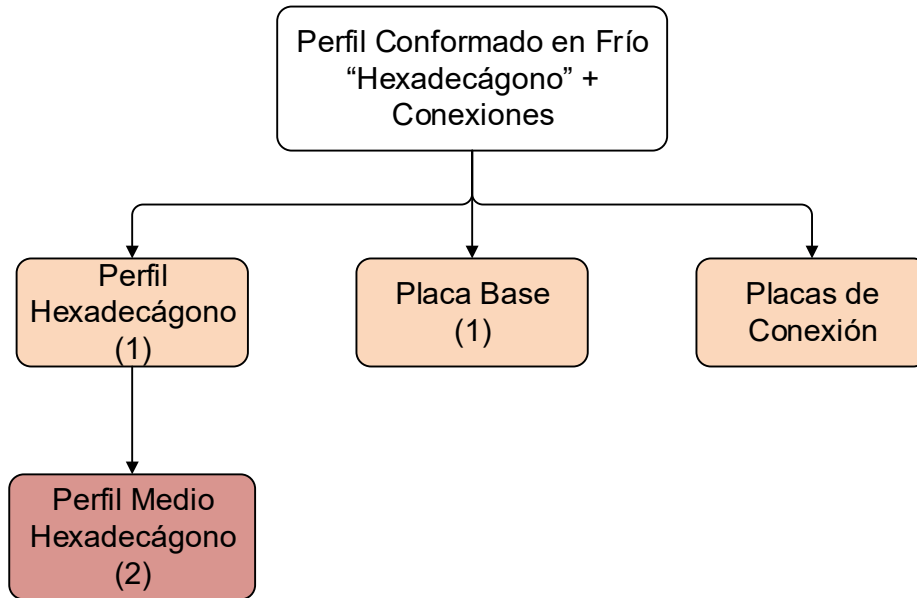 Perfil Conformado en Frío
“Hexadecágono” +
Conexiones
Perfil
Hexadecágono
(1)
Placa Base
(1)
Placas de
Conexión
Perfil Medio
Hexadecágono
(2)